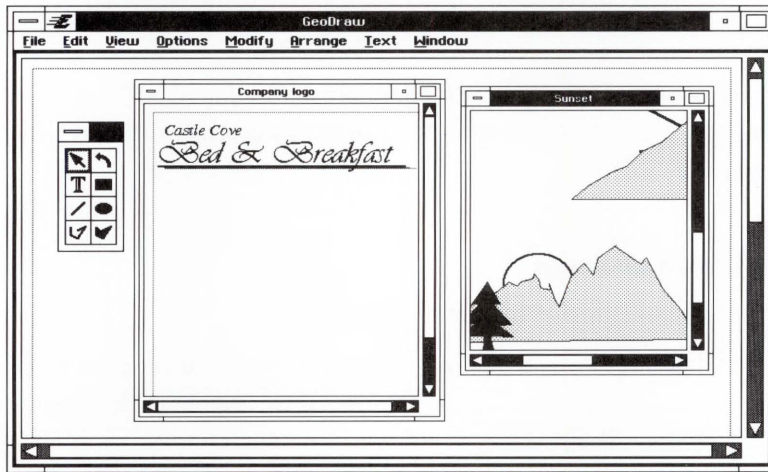 GeoDraw
File Edit View Options Modify Arrange Text Window
Company logo
Sunset
Castle Cove
Bed & Breakfast
T